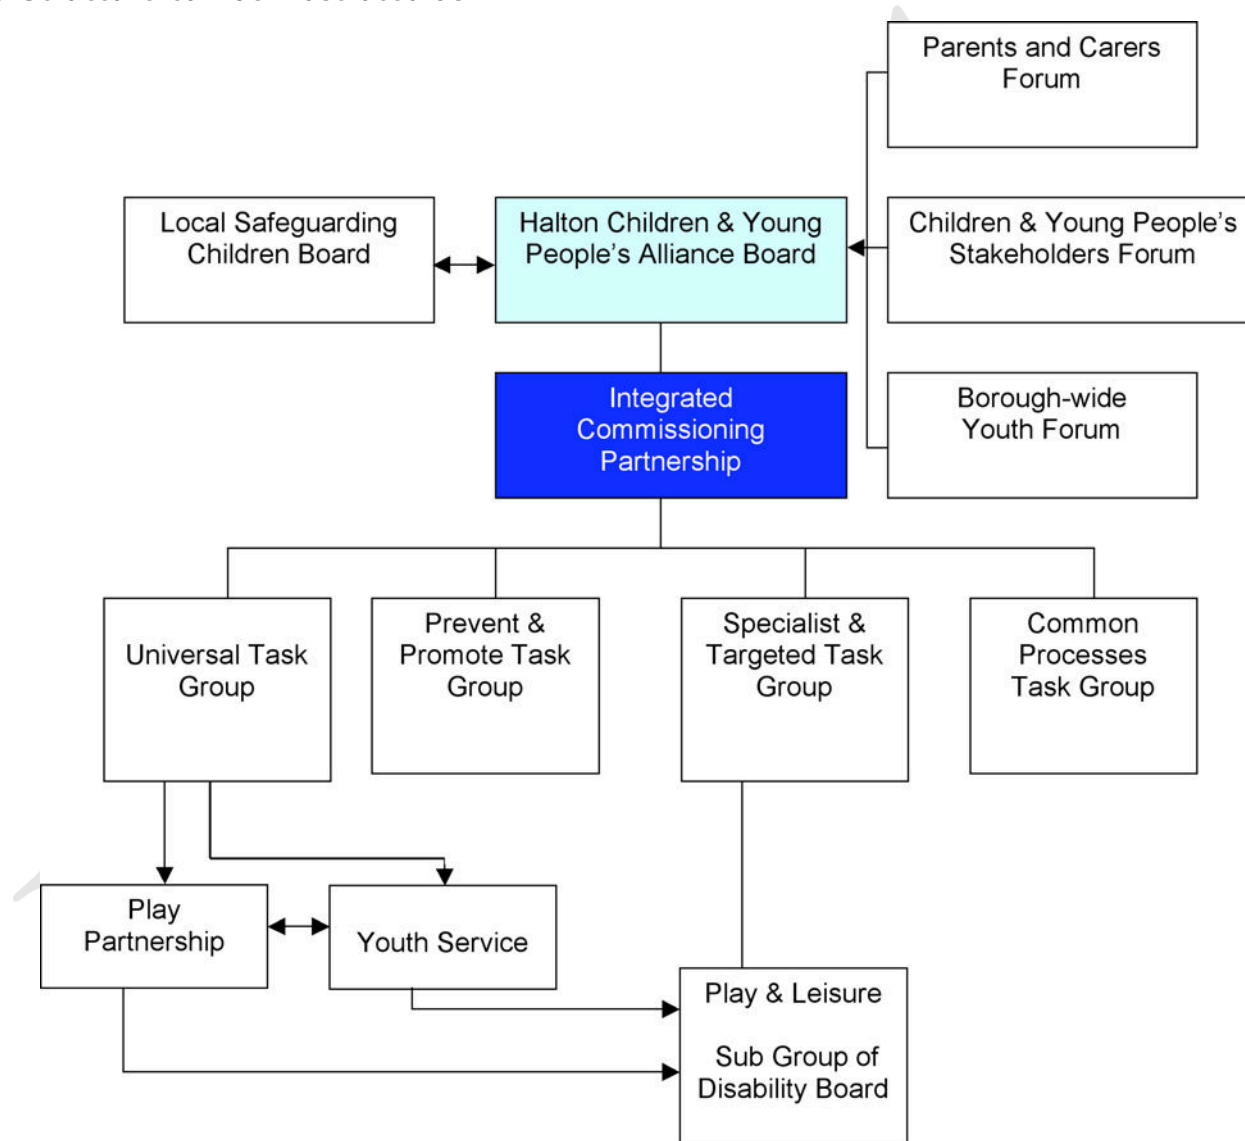 Parents and Carers
Forum
Local Safeguarding
Children Board
Halton Children & Young
People's Alliance Board
Children & Young People's
Stakeholders Forum
Integrated
Commissioning
Partnership
Borough-wide
Youth Forum
Universal Task
Group
Prevent &
Promote Task
Group
Specialist &
Targeted Task
Group
Common
Processes
Task Group
Play
Partnership
Youth Service
Play & Leisure
Sub Group of
Disability Board